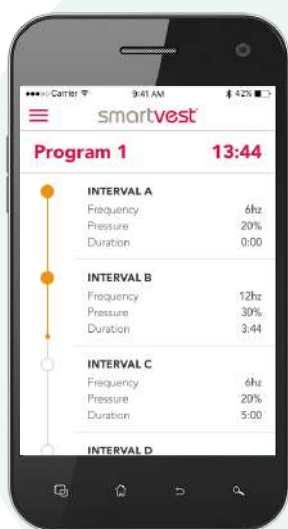 Carrier 9:41 AM 42%
smartvest
Program 1 13:44
INTERVAL A
Frequency 6hz
Pressure 20%
Duration 0:00
INTERVAL B
Frequency 12hz
Pressure 30%
Duration 3:44
INTERVAL C
Frequency 6hz
Pressure 20%
Duration 5:00
INTERVAL D